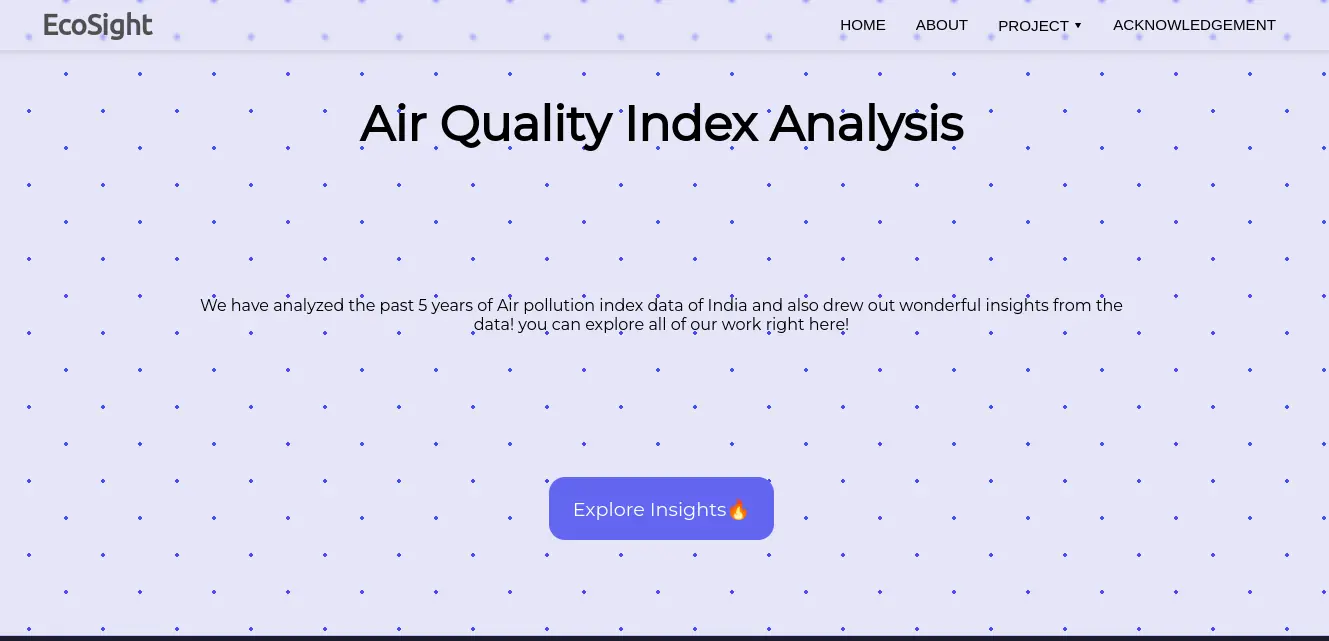 EcoSight
HOME ABOUT PROJECT ▼ ACKNOWLEDGEMENT
Air Quality Index Analysis
We have analyzed the past 5 years of Air pollution index data of India and also drew out wonderful insights from the
data! you can explore all of our work right here!
Explore Insights🔥